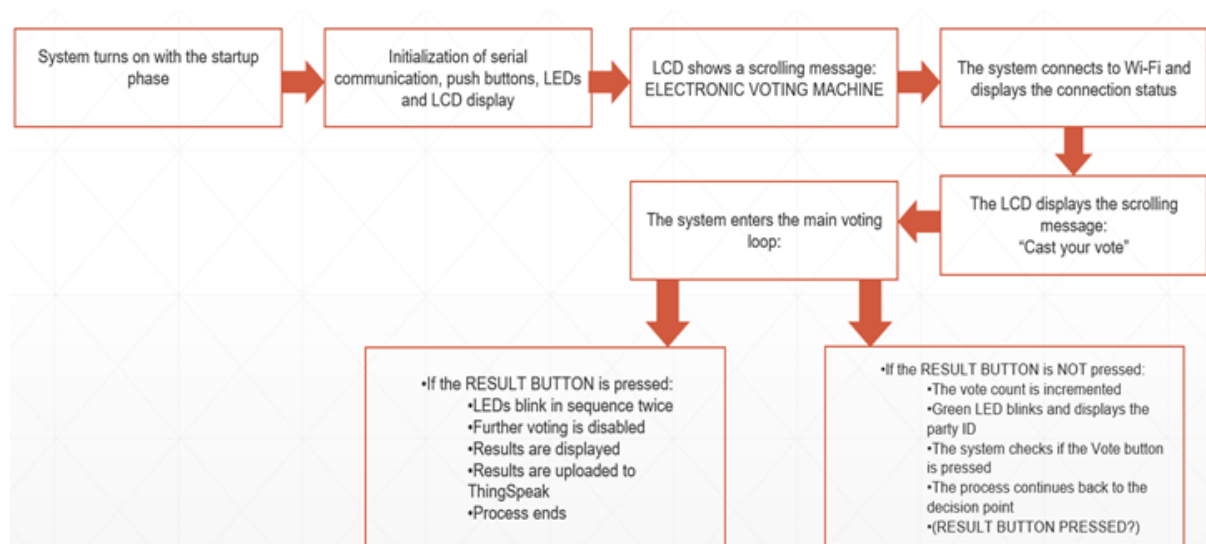 System turns on with the startup
phase
Initialization of serial
communication, push buttons, LEDs
and LCD display
LCD shows a scrolling message:
ELECTRONIC VOTING MACHINE
The system connects to Wi-Fi and
displays the connection status
The LCD displays the scrolling
message:
“Cast your vote”
The system enters the main voting
loop:
•If the RESULT BUTTON is pressed:
•LEDs blink in sequence twice
•Further voting is disabled
•Results are displayed
•Results are uploaded to
ThingSpeak
•Process ends
•If the RESULT BUTTON is NOT pressed:
•The vote count is incremented
•Green LED blinks and displays the
party ID
•The system checks if the Vote button
is pressed
•The process continues back to the
decision point
•(RESULT BUTTON PRESSED?)